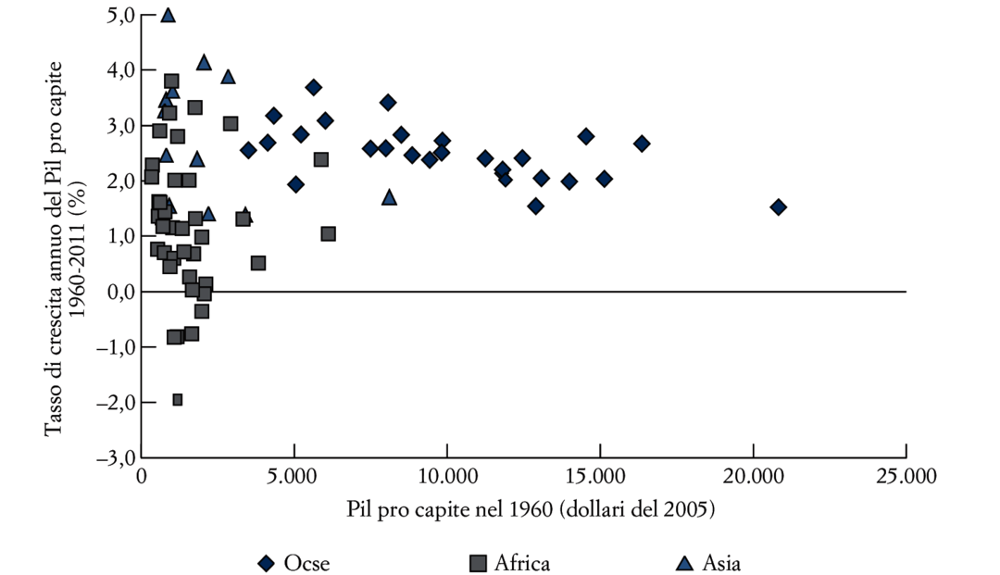 Tasso di crescita annuo del Pil pro capite
1960-2011 (%)
5,0
4,0
3,0
2,0
1,0
0,0
–1,0
–2,0
–3,0
0 5.000 10.000 15.000 20.000 25.000
Pil pro capite nel 1960 (dollari del 2005)
Ocse Africa Asia